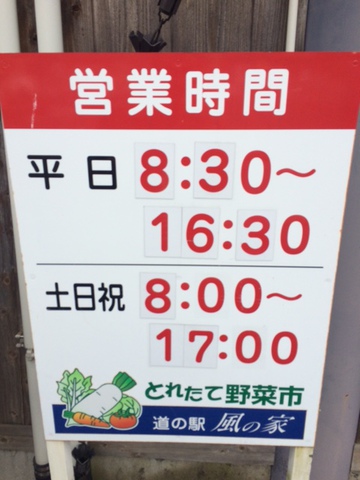 営業時間
平日 8:30～
16:30
土日祝 8:00～
17:00
とれたて野菜市
道の駅 風の家